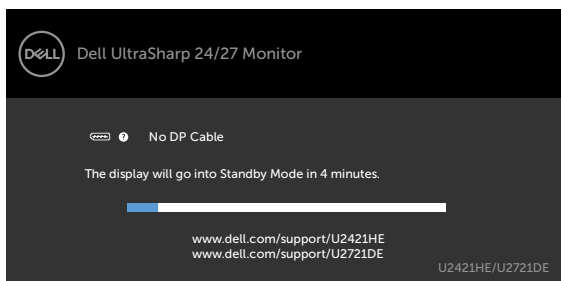 DELL
Dell UltraSharp 24/27 Monitor
? No DP Cable
The display will go into Standby Mode in 4 minutes.
www.dell.com/support/U2421HE
www.dell.com/support/U2721DE
U2421HE/U2721DE